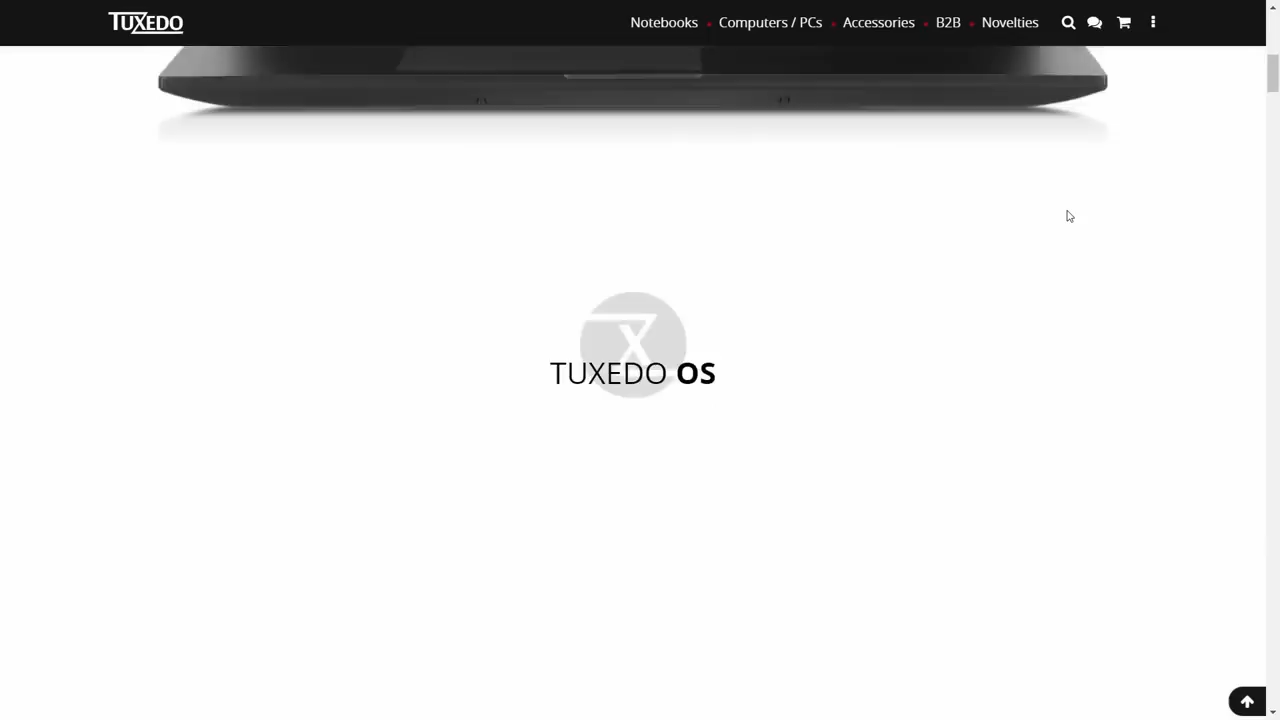 TUXEDO
Notebooks
Computers / PCs
Accessories
B2B
Novelties
TUXEDO OS